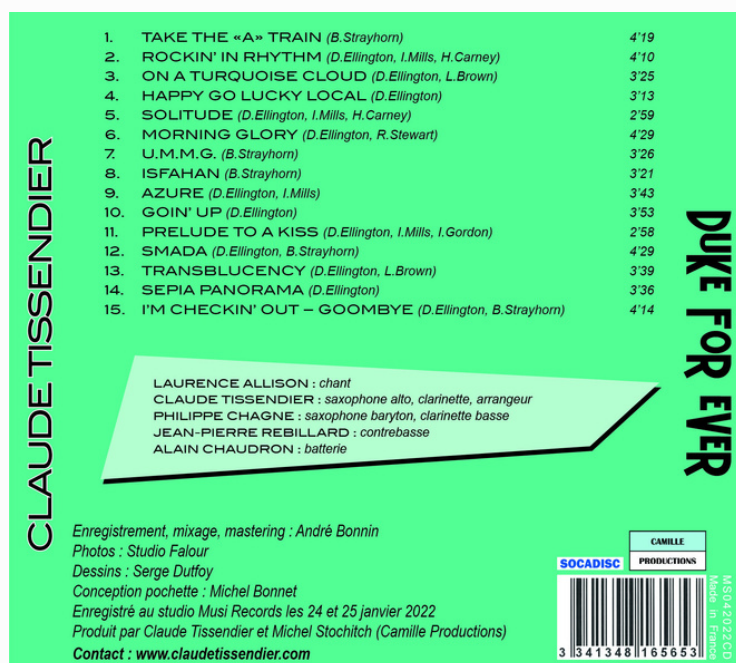 1. TAKE THE «A» TRAIN (B.Strayhorn) 4'19
2. ROCKIN' IN RHYTHM (D.Ellington, I.Mills, H.Carney) 4'10
3. ON A TURQUOISE CLOUD (D.Ellington, L.Brown) 3'25
4. HAPPY GO LUCKY LOCAL (D.Ellington) 3'13
5. SOLITUDE (D.Ellington, I.Mills, H.Carney) 2'59
6. MORNING GLORY (D.Ellington, R.Stewart) 4'29
7. U.M.M.G. (B.Strayhorn) 3'26
8. ISFAHAN (B.Strayhorn) 3'21
9. AZURE (D.Ellington, I.Mills) 3'43
10. GOIN' UP (D.Ellington) 3'53
11. PRELUDE TO A KISS (D.Ellington, I.Mills, I.Gordon) 2'58
12. SMADA (D.Ellington, B.Strayhorn) 4'29
13. TRANSBLUCENCY (D.Ellington, L.Brown) 3'39
14. SEPIA PANORAMA (D.Ellington) 3'36
15. I'M CHECKIN' OUT – GOOMBYE (D.Ellington, B.Strayhorn) 4'14
CLAUDE TISSENDIER
DUKE FOR EVER
LAURENCE ALLISON : chant
CLAUDE TISSENDIER : saxophone alto, clarinette, arrangeur
PHILIPPE CHAGNE : saxophone baryton, clarinette basse
JEAN-PIERRE REBILLARD : contrebasse
ALAIN CHAUDRON : batterie
Enregistrement, mixage, mastering : André Bonnin
Photos : Studio Falour
Dessins : Serge Dutfoy
Conception pochette : Michel Bonnet
Enregistré au studio Musi Records les 24 et 25 janvier 2022
Produit par Claude Tissendier et Michel Stochitch (Camille Productions)
Contact : www.claudetissendier.com
CAMILLE
PRODUCTIONS
SOCADISC
3 341348 165653
MS042022CD
Made in France